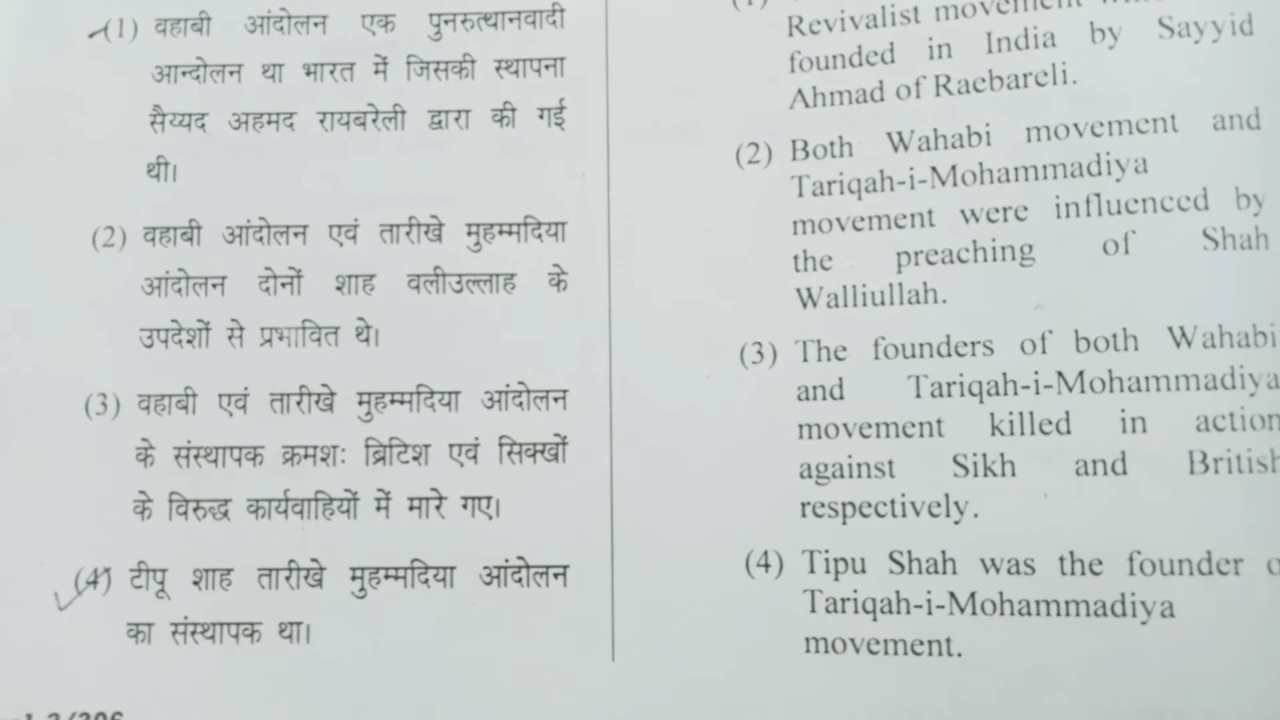 (1) वहाबी आंदोलन एक पुनरुत्थानवादी
आन्दोलन था भारत में जिसकी स्थापना
सैय्यद अहमद रायबरेली द्वारा की गई
थी।
(2) वहाबी आंदोलन एवं तारीखे मुहम्मदिया
आंदोलन दोनों शाह वलीउल्लाह के
उपदेशों से प्रभावित थे।
(3) वहाबी एवं तारीखे मुहम्मदिया आंदोलन
के संस्थापक क्रमशः ब्रिटिश एवं सिक्खों
के विरुद्ध कार्यवाहियों में मारे गए।
(4) टीपू शाह तारीखे मुहम्मदिया आंदोलन
का संस्थापक था।
Revivalist movement
founded in India by Sayyid
Ahmad of Raebareli.
(2) Both Wahabi movement and
Tariqah-i-Mohammadiya
movement were influenced by
the preaching of Shah
Walliullah.
(3) The founders of both Wahabi
and Tariqah-i-Mohammadiya
movement killed in action
against Sikh and British
respectively.
(4) Tipu Shah was the founder
Tariqah-i-Mohammadiya
movement.